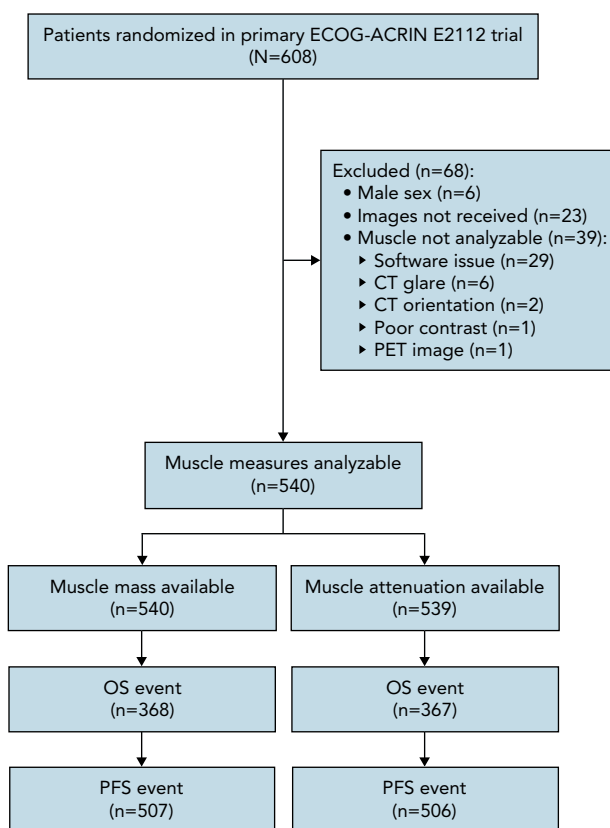 Patients randomized in primary ECOG-ACRIN E2112 trial
(N=608)
Excluded (n=68):
• Male sex (n=6)
• Images not received (n=23)
• Muscle not analyzable (n=39):
‣ Software issue (n=29)
‣ CT glare (n=6)
‣ CT orientation (n=2)
‣ Poor contrast (n=1)
‣ PET image (n=1)
Muscle measures analyzable
(n=540)
Muscle mass available
(n=540)
Muscle attenuation available
(n=539)
OS event
(n=368)
OS event
(n=367)
PFS event
(n=507)
PFS event
(n=506)